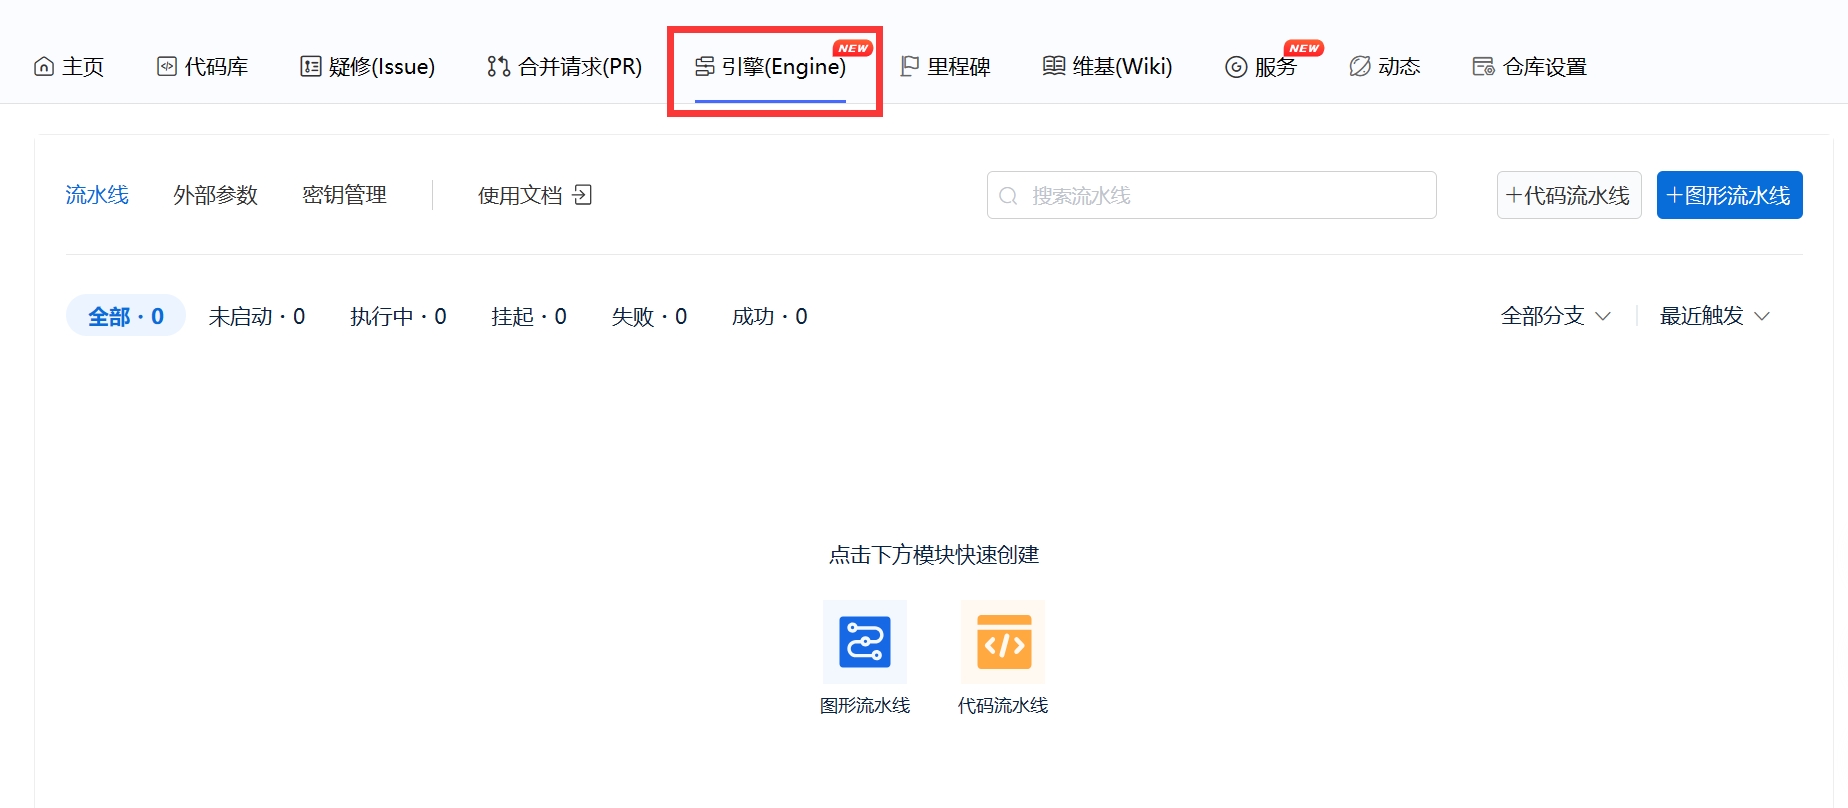 主页 代码库 疑修(Issue) 合并请求(PR) 引擎(Engine) NEW 里程碑 维基(Wiki) 服务 NEW 动态 仓库设置
流水线 外部参数 密钥管理 使用文档 搜索流水线 +代码流水线 +图形流水线
全部 · 0 未启动 · 0 执行中 · 0 挂起 · 0 失败 · 0 成功 · 0 全部分支 最近触发
点击下方模块快速创建
图形流水线 代码流水线